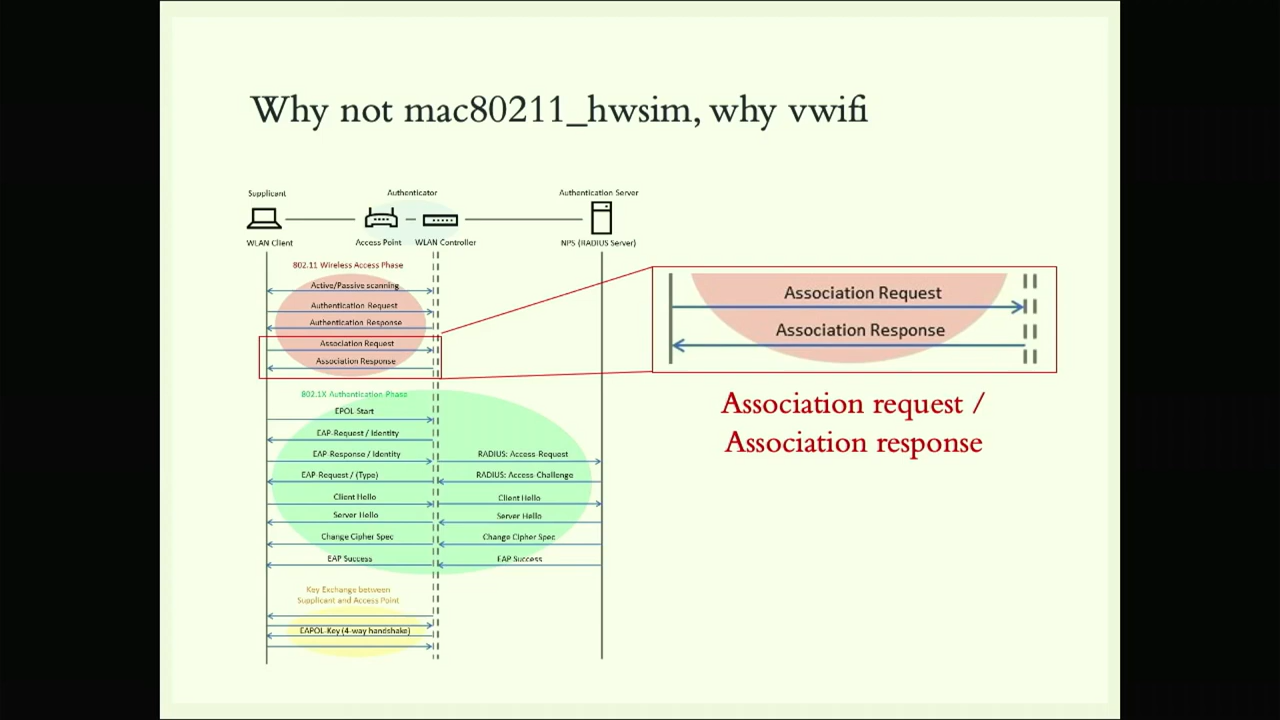 Why not mac80211_hwsim, why vwifi
Supplicant
Authenticator
Authentication Server
WLAN Client
Access Point
WLAN Controller
NPS (RADIUS Server)
802.11 Wireless Access Phase
Active/Passive scanning
Authentication Request
Authentication Response
Association Request
Association Response
802.1X Authentication Phase
EPOL Start
EAP-Request / Identity
EAP-Response / Identity
RADIUS: Access-Request
EAP-Request / (Type)
RADIUS: Access-Challenge
Client Hello
Client Hello
Server Hello
Server Hello
Change Cipher Spec
Change Cipher Spec
EAP Success
EAP Success
Key Exchange between
Supplicant and Access Point
EAPOL-Key (4-way handshake)
Association Request
Association Response
Association request /
Association response